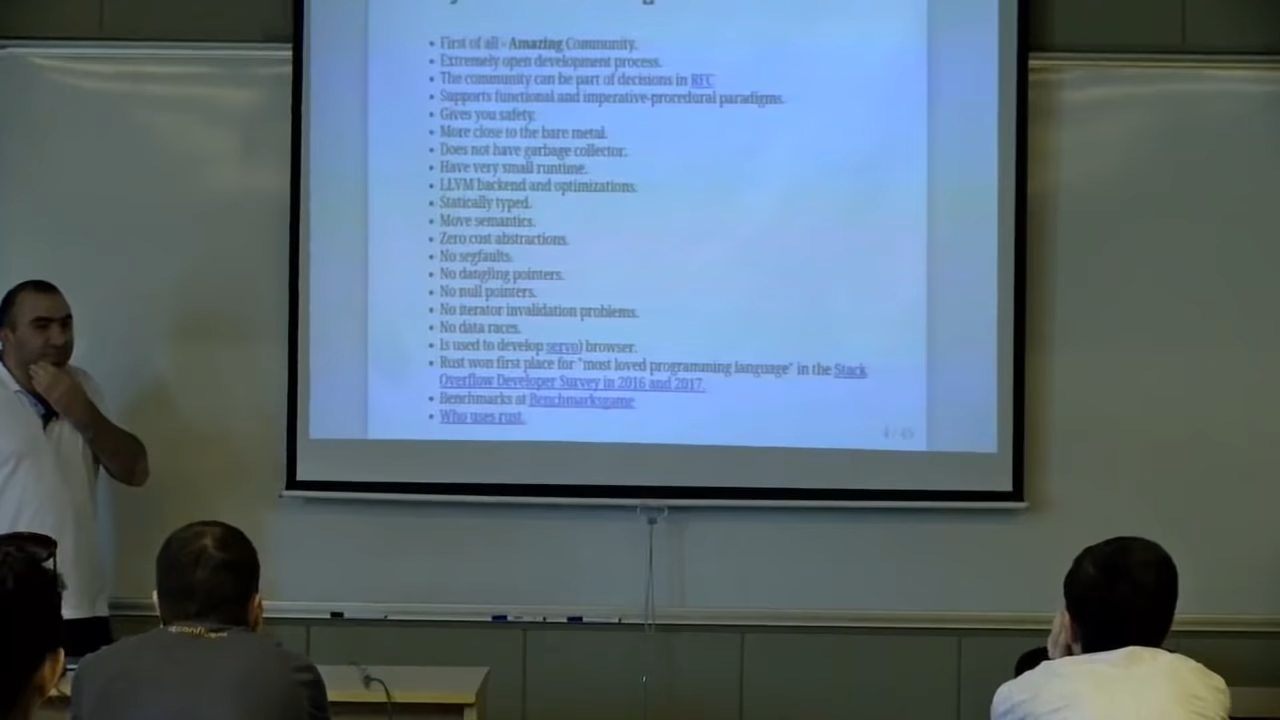 • First of all - Amazing Community.
• Extremely open development process.
• The community can be part of decisions in RFC
• Supports functional and imperative-procedural paradigms.
• Gives you safety.
• More close to the bare metal.
• Does not have garbage collector.
• Have very small runtime.
• LLVM backend and optimizations.
• Statically typed.
• Move semantics.
• Zero cost abstractions.
• No segfaults.
• No dangling pointers.
• No null pointers.
• No iterator invalidation problems.
• No data races.
• Is used to develop servo) browser.
• Rust won first place for "most loved programming language" in the Stack
Overflow Developer Survey in 2016 and 2017.
• Benchmarks at Benchmarksgame
• Who uses rust.
4 / 45